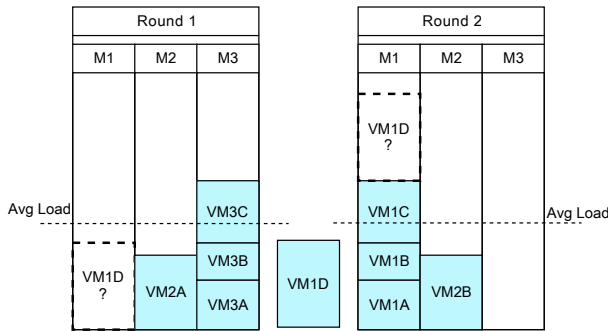 Round 1
M1 M2 M3
VM3C
Avg Load
VM1D
?
VM2A
VM3B
VM3A
VM1D
Round 2
M1 M2 M3
VM1D
?
VM1C
Avg Load
VM1B
VM1A
VM2B